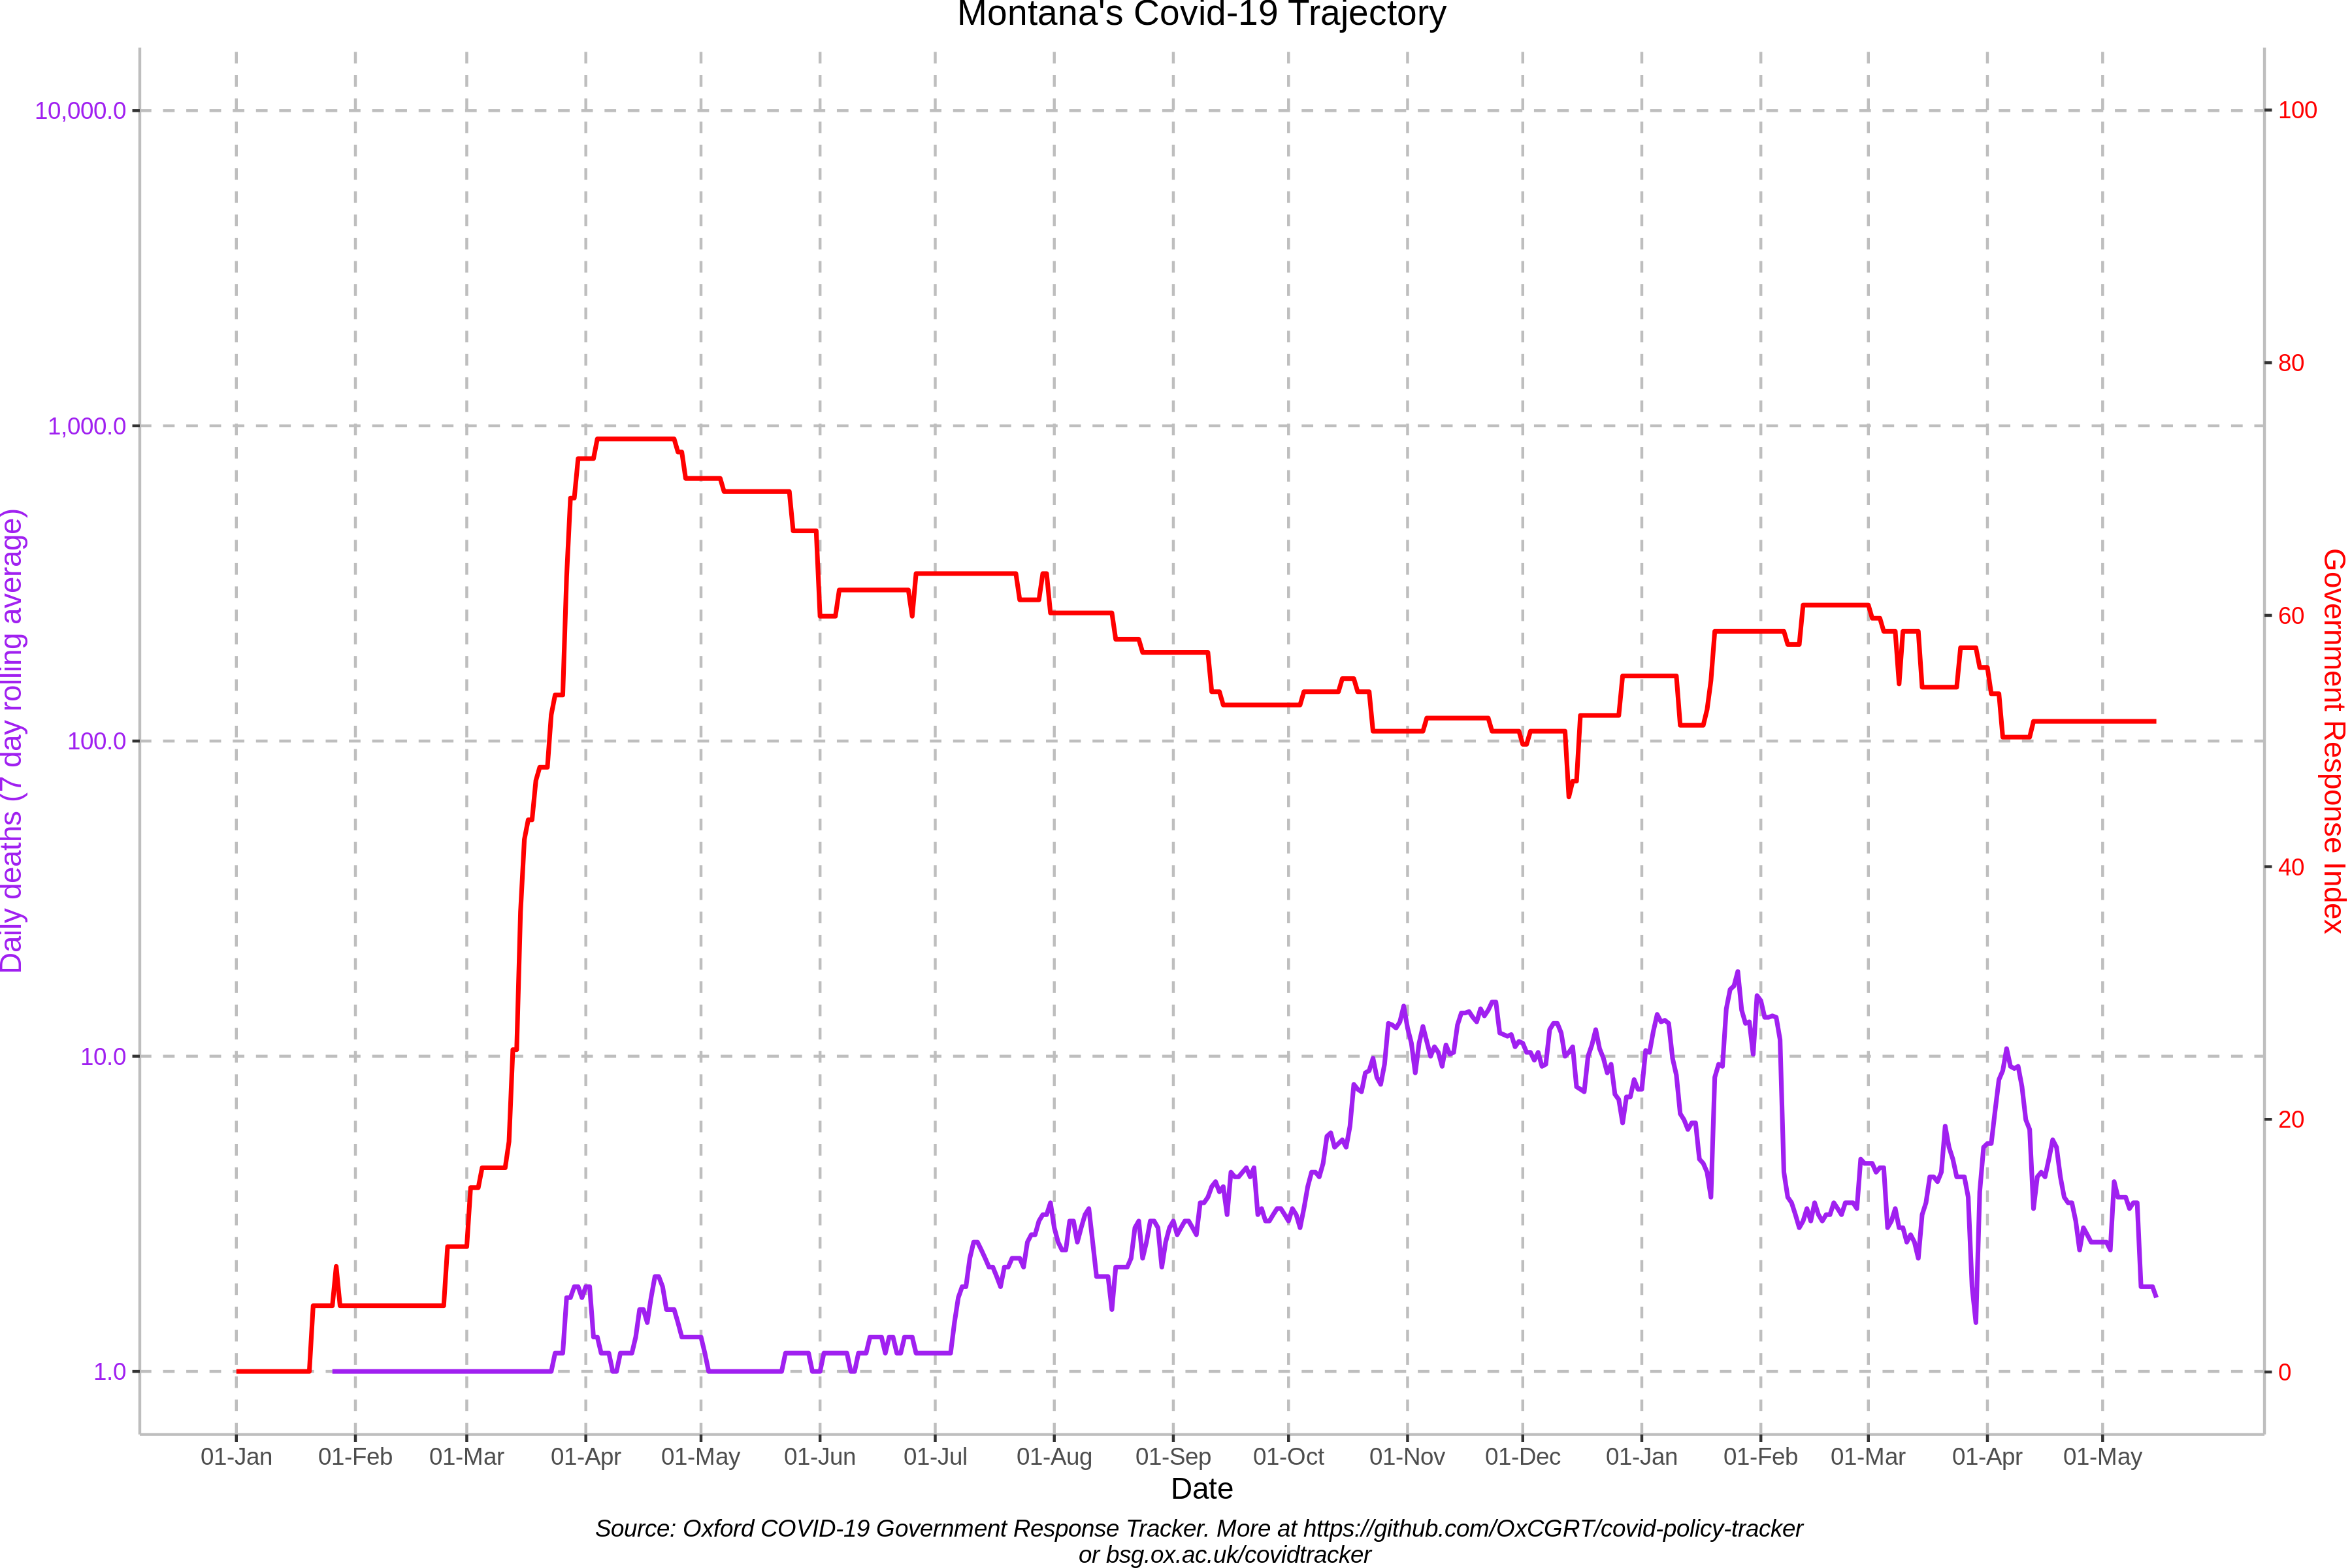 Montana's Covid-19 Trajectory
10,000.0
1,000.0
100.0
10.0
1.0
Daily deaths (7 day rolling average)
100
80
60
40
20
0
Government Response Index
01-Jan 01-Feb 01-Mar 01-Apr 01-May 01-Jun 01-Jul 01-Aug 01-Sep 01-Oct 01-Nov 01-Dec 01-Jan 01-Feb 01-Mar 01-Apr 01-May
Date
Source: Oxford COVID-19 Government Response Tracker. More at https://github.com/OxCGRT/covid-policy-tracker
or bsg.ox.ac.uk/covidtracker